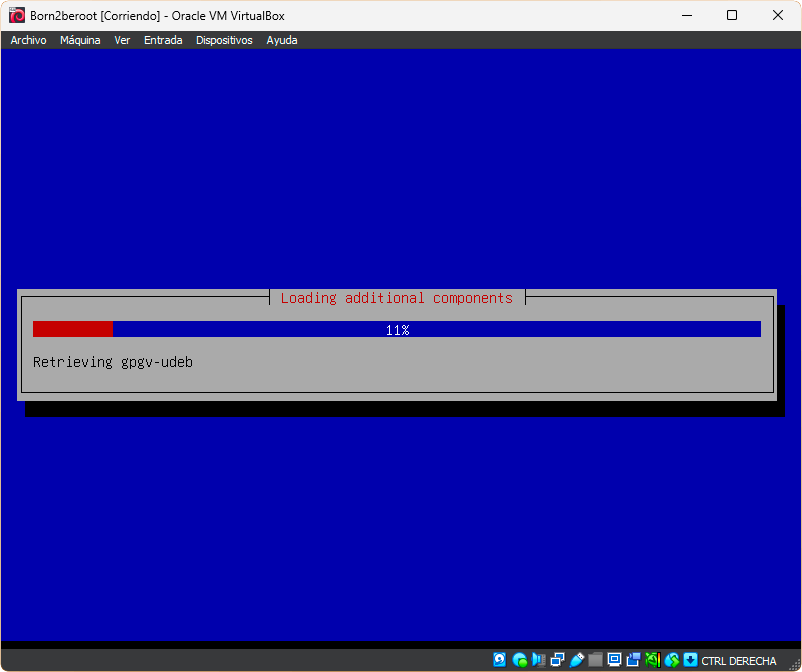 Born2beroot [Corriendo] - Oracle VM VirtualBox
Archivo Máquina Ver Entrada Dispositivos Ayuda
Loading additional components
11%
Retrieving gpgv-udeb
CTRL DERECHA